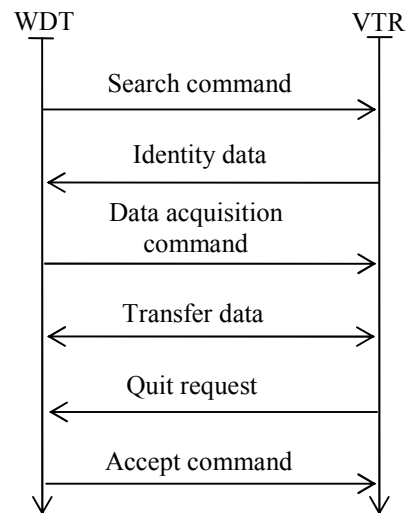 WDT VTR
Search command
Identity data
Data acquisition
command
Transfer data
Quit request
Accept command